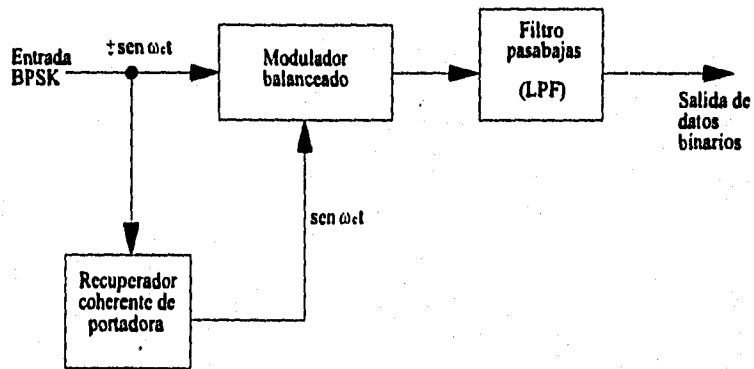 Entrada
BPSK
± sen ωct
Modulador
balanceado
Filtro
pasabajas
(LPF)
Salida de
datos
binarios
sen ωct
Recuperador
coherente de
portadora